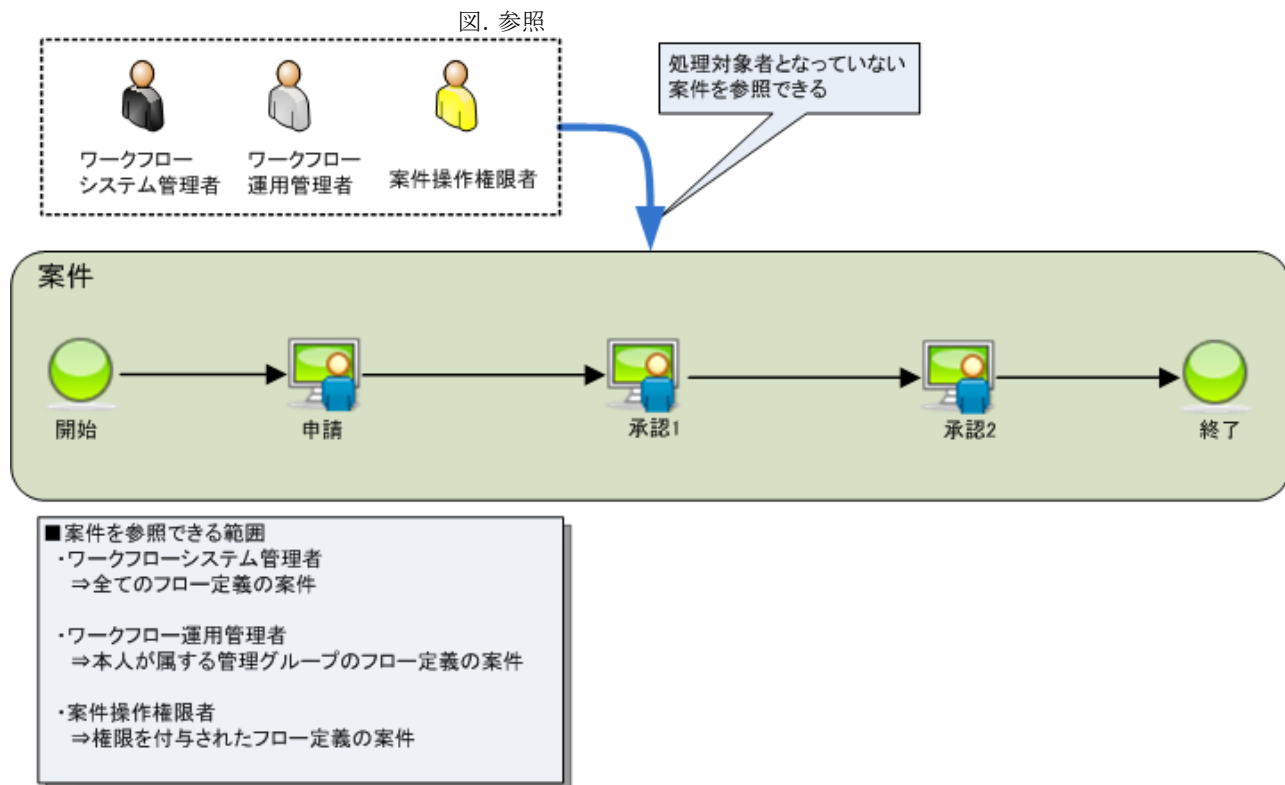 図. 参照
処理対象者となっていない
案件を参照できる
ワークフロー
システム管理者
ワークフロー
運用管理者
案件操作権限者
案件
開始
申請
承認1
承認2
終了
■案件を参照できる範囲
・ワークフローシステム管理者
⇒全てのフロー定義の案件
・ワークフロー運用管理者
⇒本人が属する管理グループのフロー定義の案件
・案件操作権限者
⇒権限を付与されたフロー定義の案件